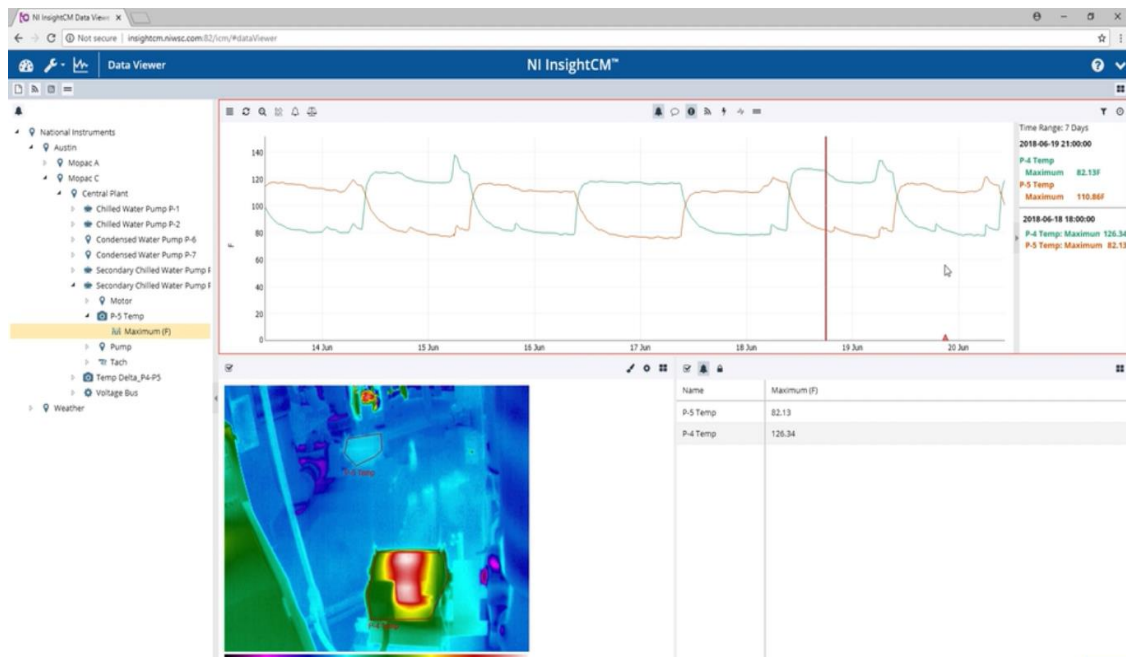 NI InsightCM Data Viewer
Not secure | insightcm.niwsc.com:82/icm/#dataViewer
Data Viewer
NI InsightCM™
National Instruments
Austin
Mopac A
Mopac C
Central Plant
Chilled Water Pump P-1
Chilled Water Pump P-2
Condensed Water Pump P-6
Condensed Water Pump P-7
Secondary Chilled Water Pump P
Secondary Chilled Water Pump P
Motor
P-5 Temp
Maximum (F)
Pump
Tach
Temp Delta_P4-P5
Voltage Bus
Weather
140
120
100
80
60
40
20
0
F
14 Jun
15 Jun
16 Jun
17 Jun
18 Jun
19 Jun
20 Jun
Time Range: 7 Days
2018-06-19 21:00:00
P-4 Temp
Maximum 82.13F
P-5 Temp
Maximum 110.86F
2018-06-18 18:00:00
P-4 Temp: Maximum 126.34
P-5 Temp: Maximum 82.13
P-5 Temp
P-4 Temp
Name Maximum (F)
P-5 Temp 82.13
P-4 Temp 126.34